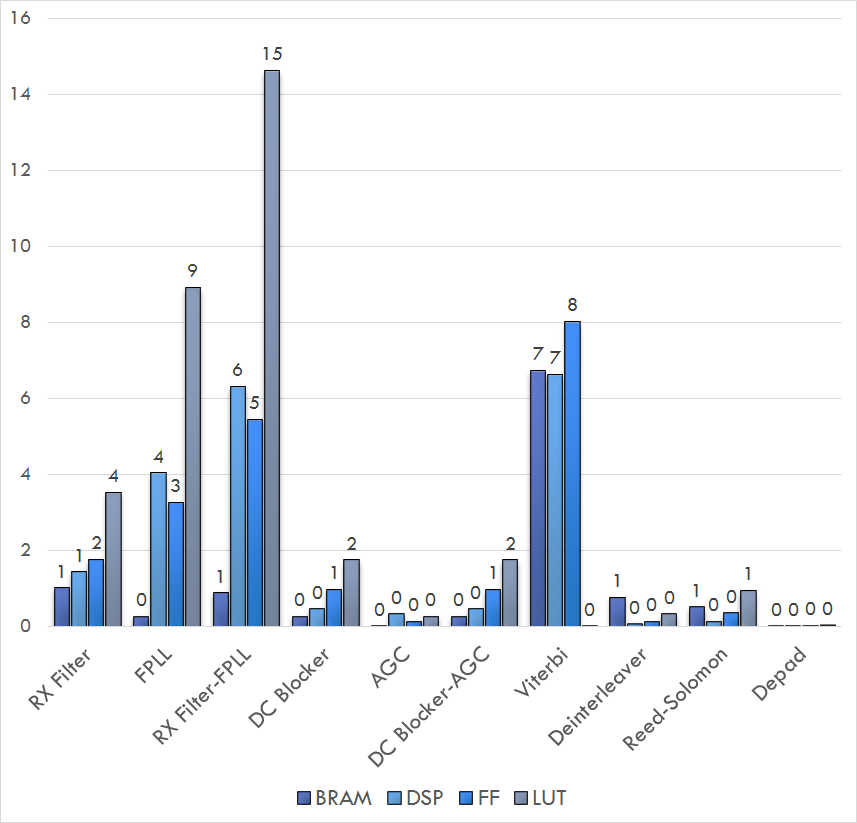 16
14
12
10
8
6
4
2
0
1 1 2 4
0 4 3 9
1 6 5 15
0 0 1 2
0 0 0 0
0 0 1 2
7 7 8 0
1 0 0 0
1 0 0 1
0 0 0 0
RX Filter
FPLL
RX Filter-FPLL
DC Blocker
AGC
DC Blocker-AGC
Viterbi
Deinterleaver
Reed-Solomon
Depad
BRAM DSP FF LUT